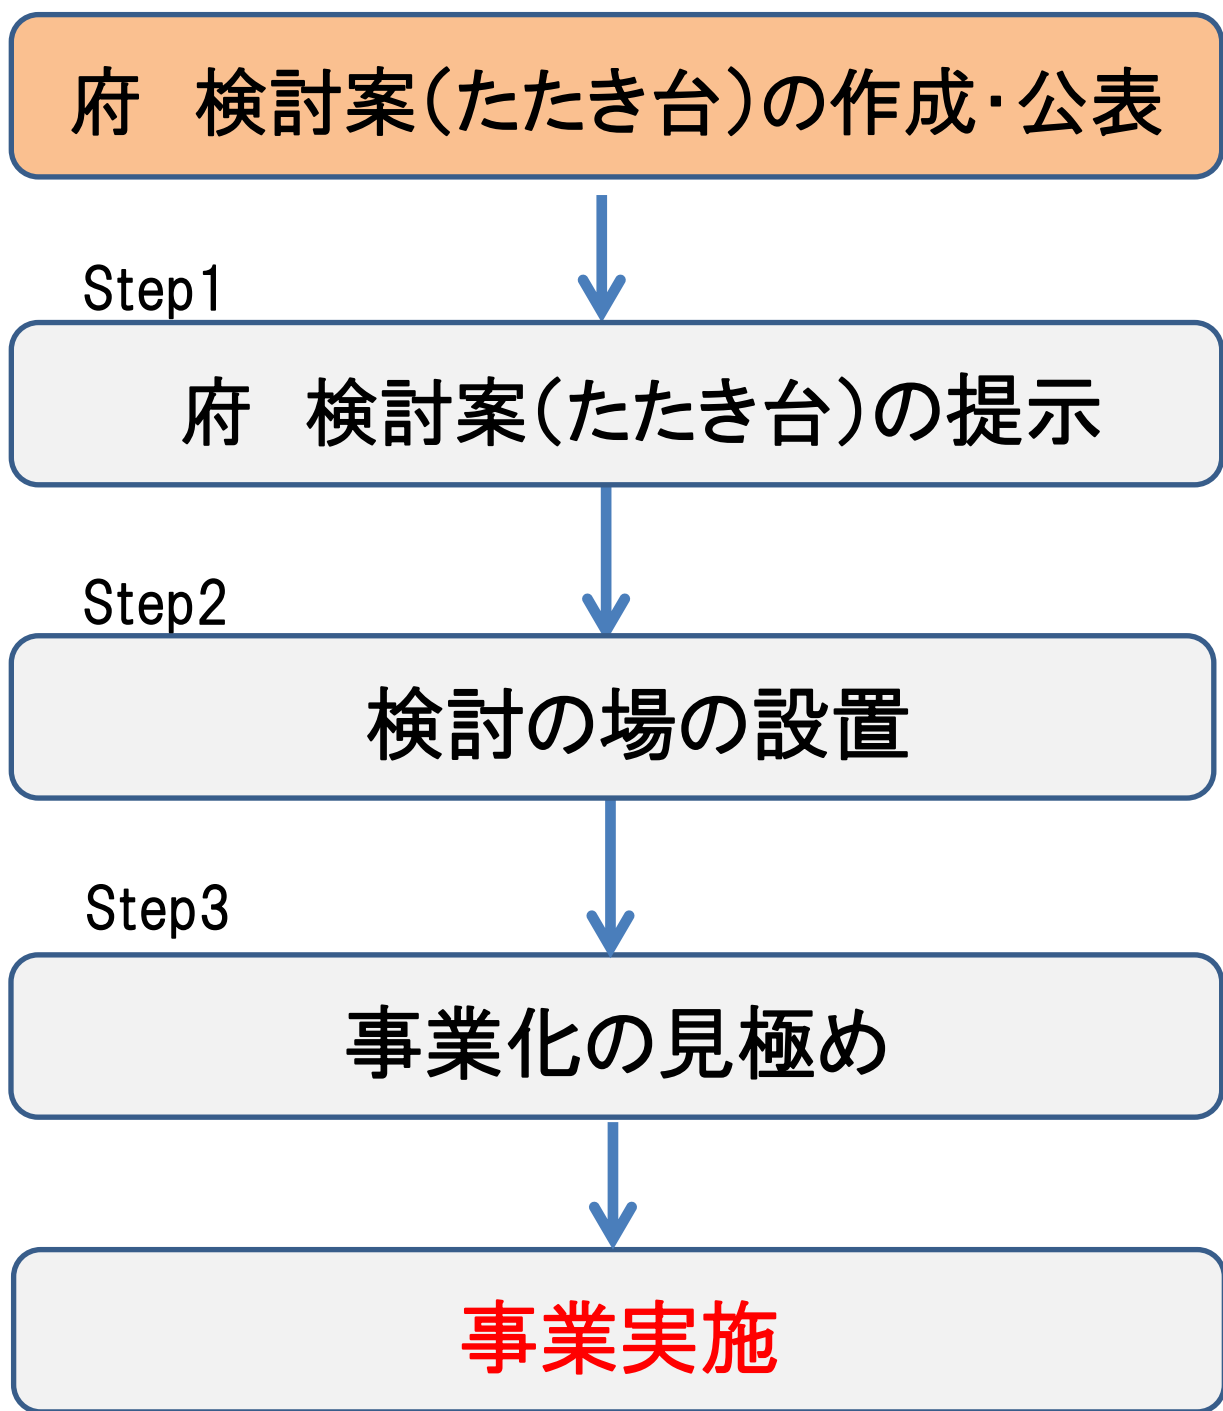 府　検討案(たたき台)の作成・公表
Step1
府　検討案(たたき台)の提示
Step2
検討の場の設置
Step3
事業化の見極め
事業実施